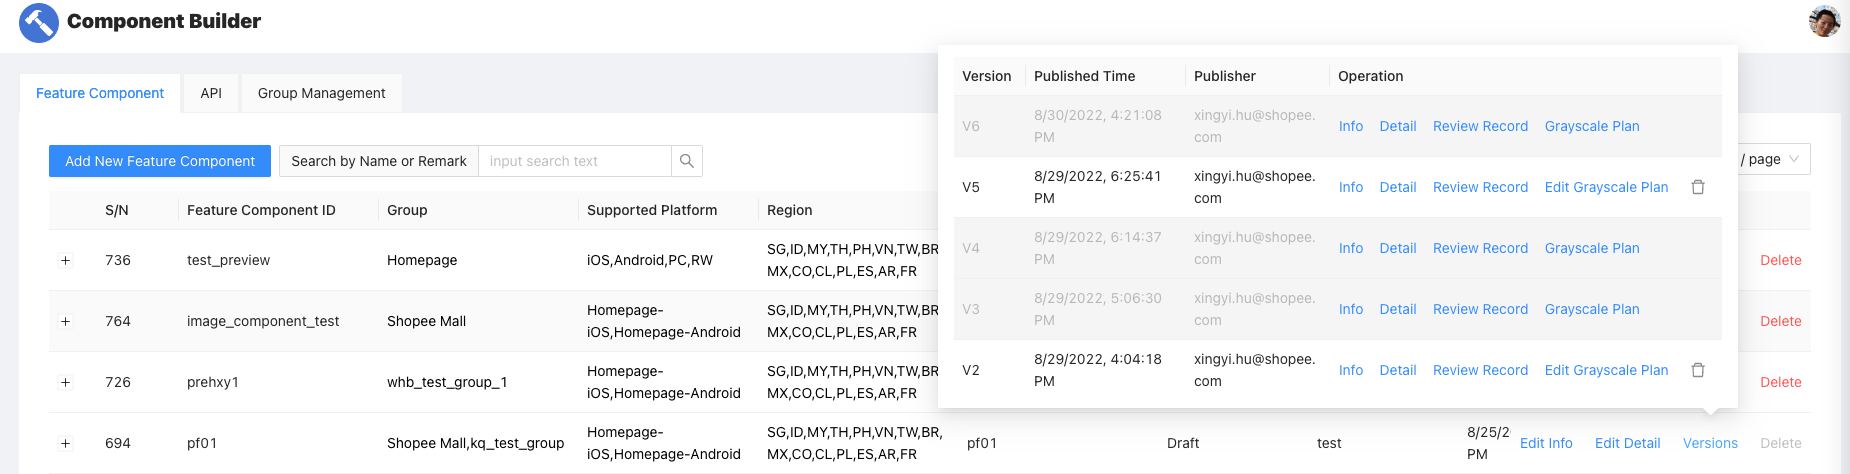 Component Builder
Feature Component
API
Group Management
Add New Feature Component
Search by Name or Remark
input search text
/ page
S/N
Feature Component ID
Group
Supported Platform
Region
736
test_preview
Homepage
iOS,Android,PC,RW
SG,ID,MY,TH,PH,VN,TW,BR
MX,CO,CL,PL,ES,AR,FR
Delete
764
image_component_test
Shopee Mall
Homepage-
iOS,Homepage-Android
SG,ID,MY,TH,PH,VN,TW,BR
MX,CO,CL,PL,ES,AR,FR
Delete
726
prehxy1
whb_test_group_1
Homepage-
iOS,Homepage-Android
SG,ID,MY,TH,PH,VN,TW,BR
MX,CO,CL,PL,ES,AR,FR
Delete
694
pf01
Shopee Mall,kq_test_group
Homepage-
iOS,Homepage-Android
SG,ID,MY,TH,PH,VN,TW,BR,
MX,CO,CL,PL,ES,AR,FR
pf01
Draft
test
8/25/2
PM
Edit Info
Edit Detail
Versions
Delete
Version
Published Time
Publisher
Operation
V6
8/30/2022, 4:21:08
PM
xingyi.hu@shopee.
com
Info
Detail
Review Record
Grayscale Plan
V5
8/29/2022, 6:25:41
PM
xingyi.hu@shopee.
com
Info
Detail
Review Record
Edit Grayscale Plan
V4
8/29/2022, 6:14:37
PM
xingyi.hu@shopee.
com
Info
Detail
Review Record
Grayscale Plan
V3
8/29/2022, 5:06:30
PM
xingyi.hu@shopee.
com
Info
Detail
Review Record
Grayscale Plan
V2
8/29/2022, 4:04:18
PM
xingyi.hu@shopee.
com
Info
Detail
Review Record
Edit Grayscale Plan